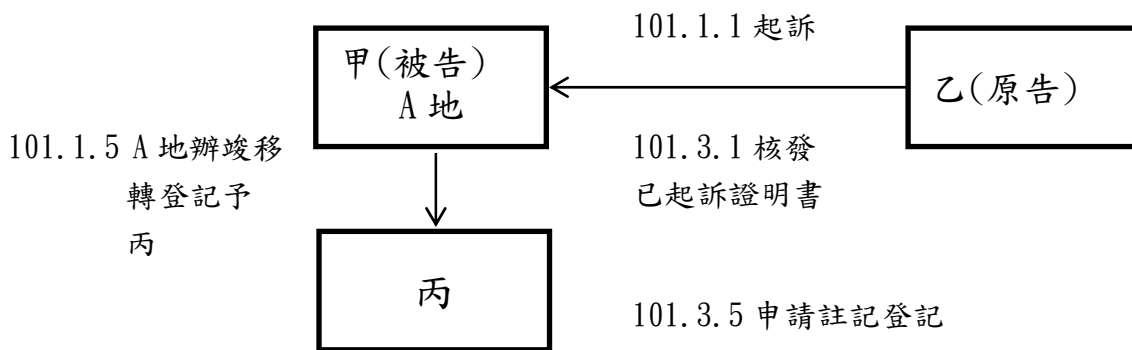 101.1.1 起訴
甲(被告)
A 地
乙(原告)
101.1.5 A 地辦竣移
轉登記予
丙
101.3.1 核發
已起訴證明書
丙
101.3.5 申請註記登記